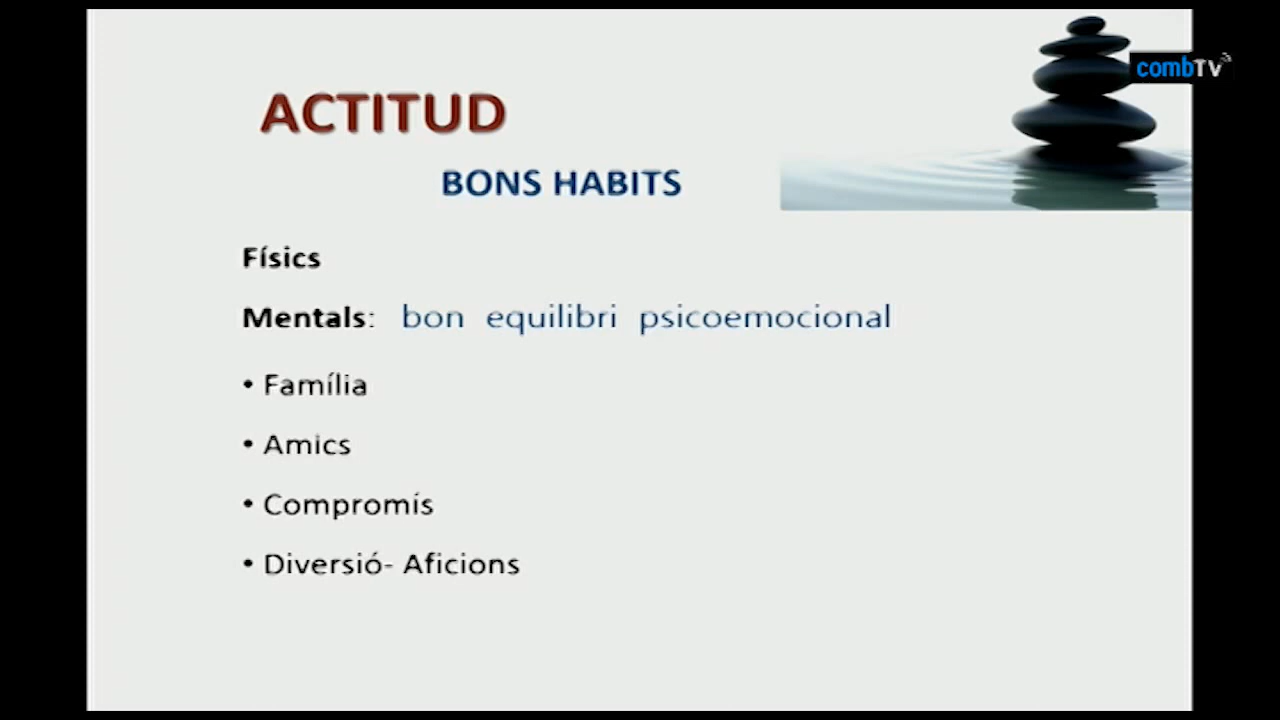 combTV
ACTITUD
BONS HABITS
Físics
Mentals: bon equilibri psicoemocional
• Família
• Amics
• Compromís
• Diversió- Aficions